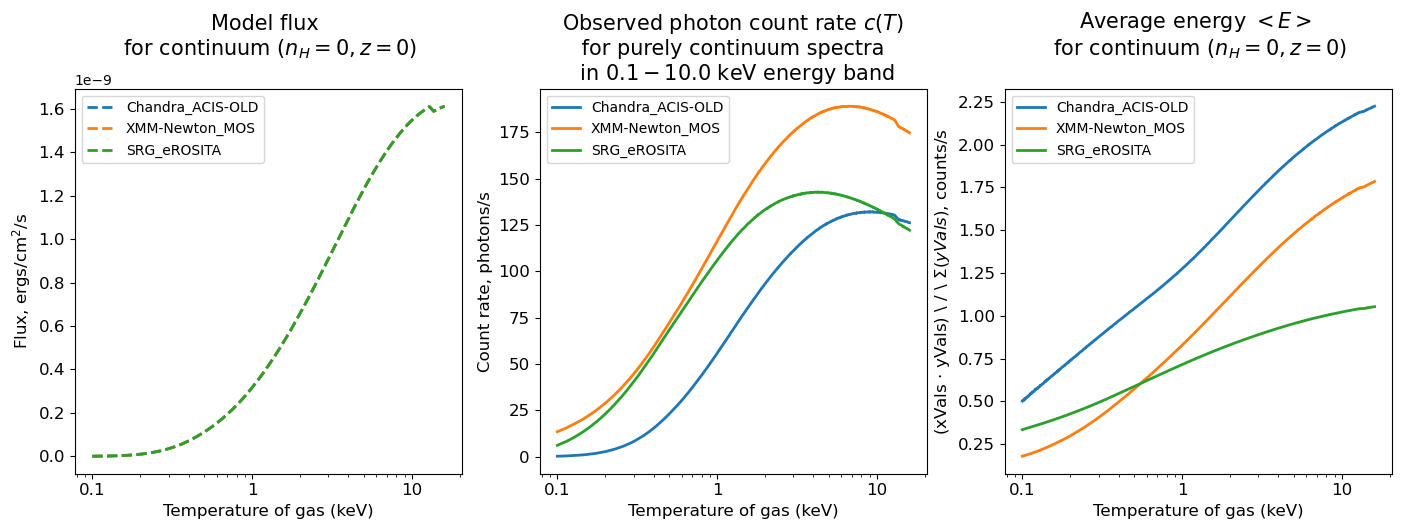 Model flux
for continuum (n_H = 0, z = 0)
1e−9
Chandra_ACIS-OLD
XMM-Newton_MOS
SRG_eROSITA
1.6
1.4
1.2
1.0
0.8
0.6
0.4
0.2
0.0
Flux, ergs/cm²/s
0.1 1 10
Temperature of gas (keV)
Observed photon count rate c(T)
for purely continuum spectra
in 0.1 − 10.0 keV energy band
Chandra_ACIS-OLD
XMM-Newton_MOS
SRG_eROSITA
175
150
125
100
75
50
25
0
Count rate, photons/s
0.1 1 10
Temperature of gas (keV)
Average energy < E >
for continuum (n_H = 0, z = 0)
Chandra_ACIS-OLD
XMM-Newton_MOS
SRG_eROSITA
2.25
2.00
1.75
1.50
1.25
1.00
0.75
0.50
0.25
(xVals · yVals) \ / \ Σ(yVals), counts/s
0.1 1 10
Temperature of gas (keV)